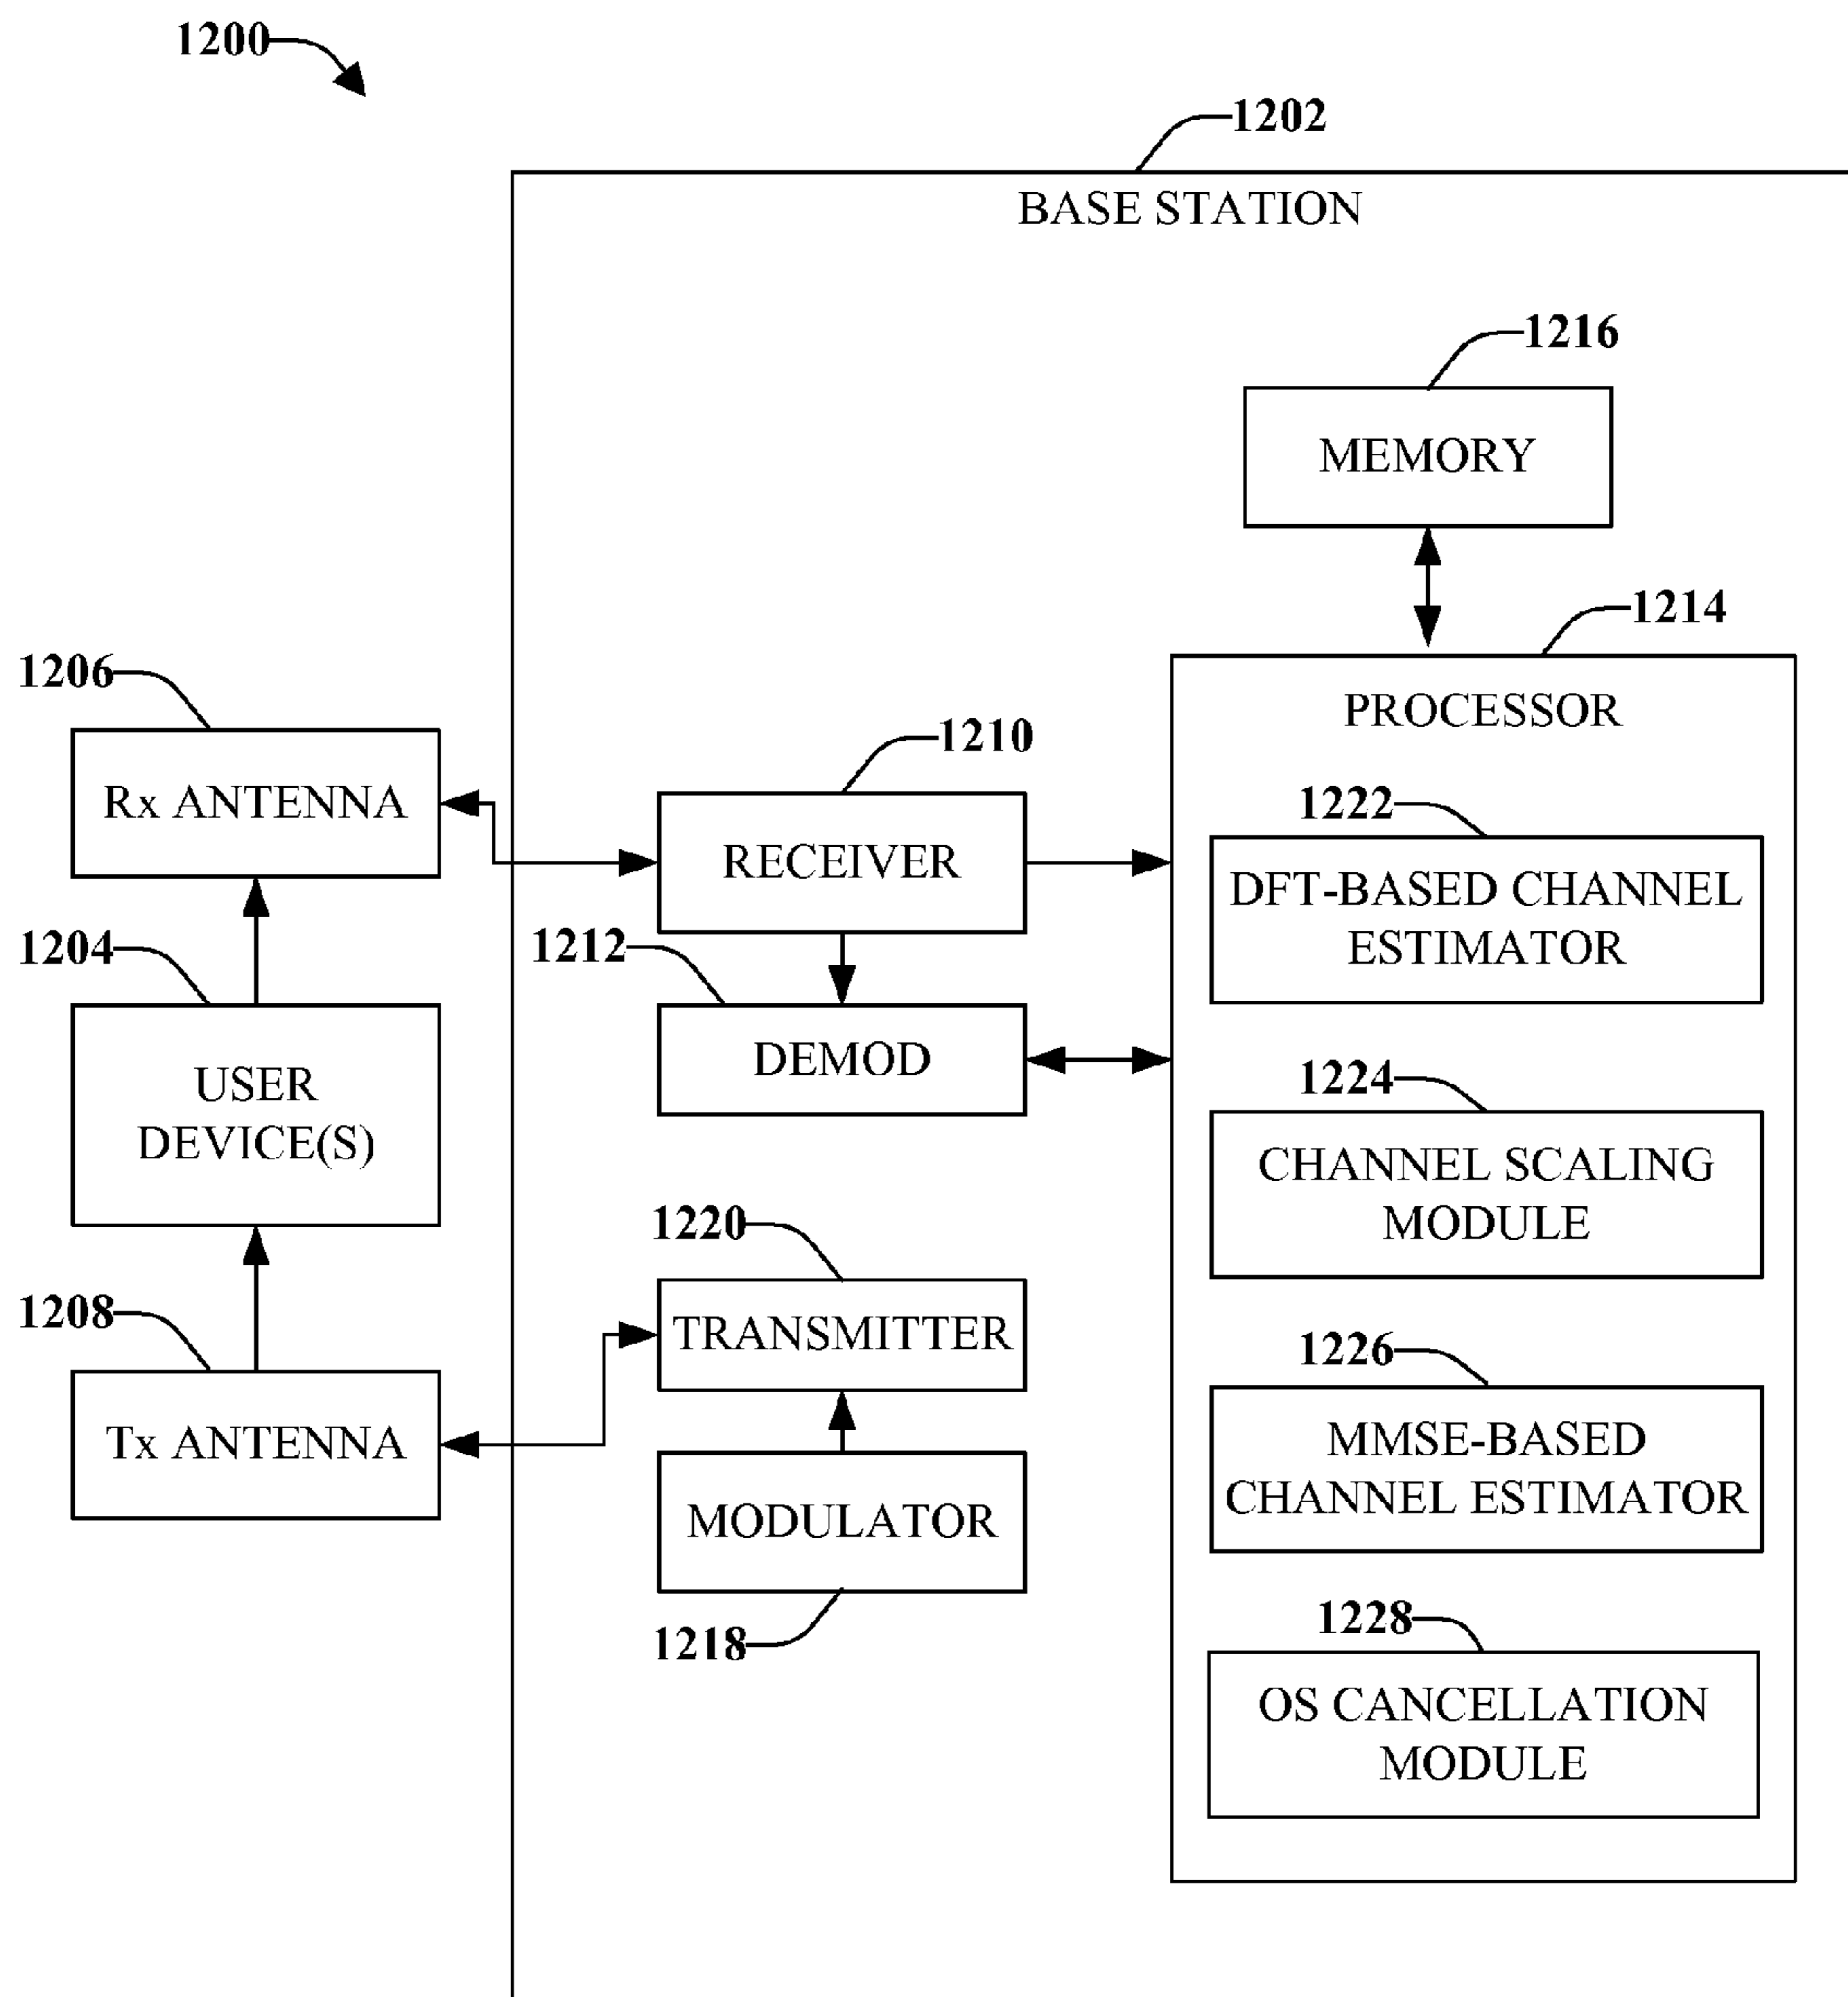 1200
1202
BASE STATION
1216
MEMORY
1214
PROCESSOR
1206
Rx ANTENNA
1210
RECEIVER
1222
DFT-BASED CHANNEL
ESTIMATOR
1204
USER
DEVICE(S)
1212
DEMOD
1224
CHANNEL SCALING
MODULE
1208
Tx ANTENNA
1220
TRANSMITTER
1226
MMSE-BASED
CHANNEL ESTIMATOR
MODULATOR
1218
1228
OS CANCELLATION
MODULE